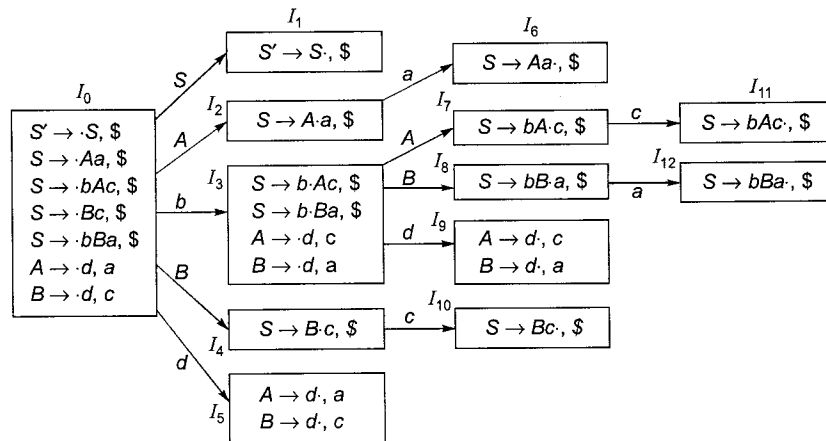 I0
S' → ·S, $
S → ·Aa, $
S → ·bAc, $
S → ·Bc, $
S → ·bBa, $
A → ·d, a
B → ·d, c
S
A
b
B
d
I1
S' → S·, $
I2
S → A·a, $
a
I3
S → b·Ac, $
S → b·Ba, $
A → ·d, c
B → ·d, a
A
B
d
I4
S → B·c, $
c
I5
A → d·, a
B → d·, c
I6
S → Aa·, $
I7
S → bA·c, $
c
I8
S → bB·a, $
a
I9
A → d·, c
B → d·, a
I10
S → Bc·, $
I11
S → bAc·, $
I12
S → bBa·, $